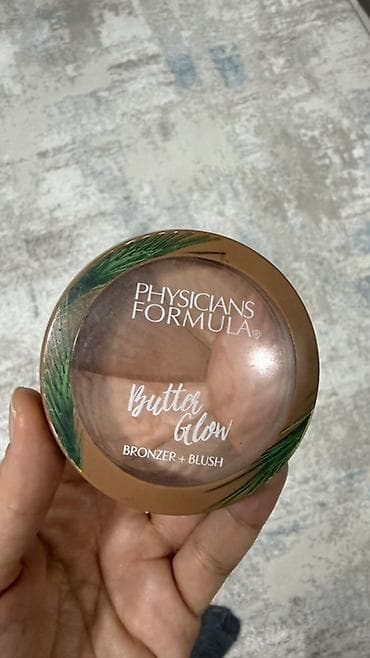 PHYSICIANS
FORMULA®
Butter
Glow
BRONZER + BLUSH